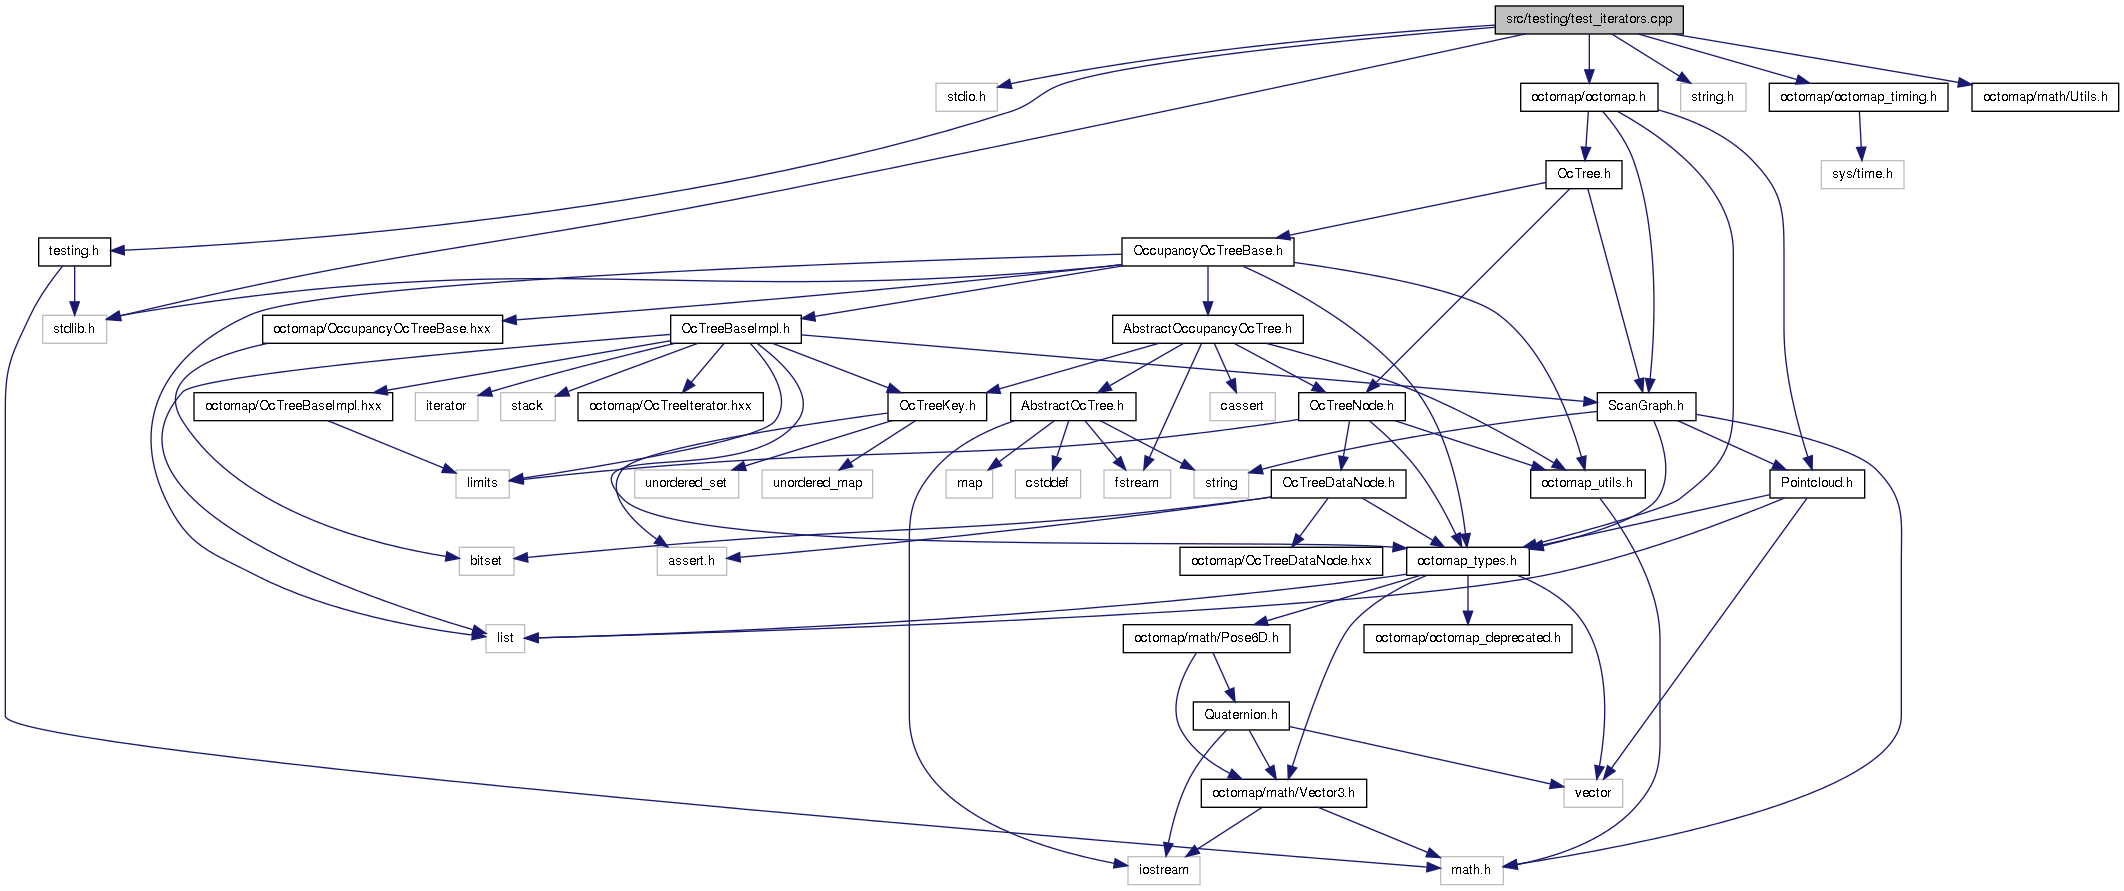 src/testing/test_iterators.cpp
stdio.h
octomap/octomap.h
string.h
octomap/octomap_timing.h
octomap/math/Utils.h
OcTree.h
sys/time.h
testing.h
OccupancyOcTreeBase.h
stdlib.h
octomap/OccupancyOcTreeBase.hxx
OcTreeBaseImpl.h
AbstractOccupancyOcTree.h
octomap/OcTreeBaseImpl.hxx
iterator
stack
octomap/OcTreeIterator.hxx
OcTreeKey.h
AbstractOcTree.h
cassert
OcTreeNode.h
ScanGraph.h
limits
unordered_set
unordered_map
map
cstddef
fstream
string
OcTreeDataNode.h
octomap_utils.h
Pointcloud.h
bitset
assert.h
octomap/OcTreeDataNode.hxx
octomap_types.h
list
octomap/math/Pose6D.h
octomap/octomap_deprecated.h
Quaternion.h
octomap/math/Vector3.h
vector
iostream
math.h